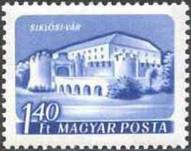 SIKLÓSI-VÁR
1.40
Ft MAGYAR POSTA